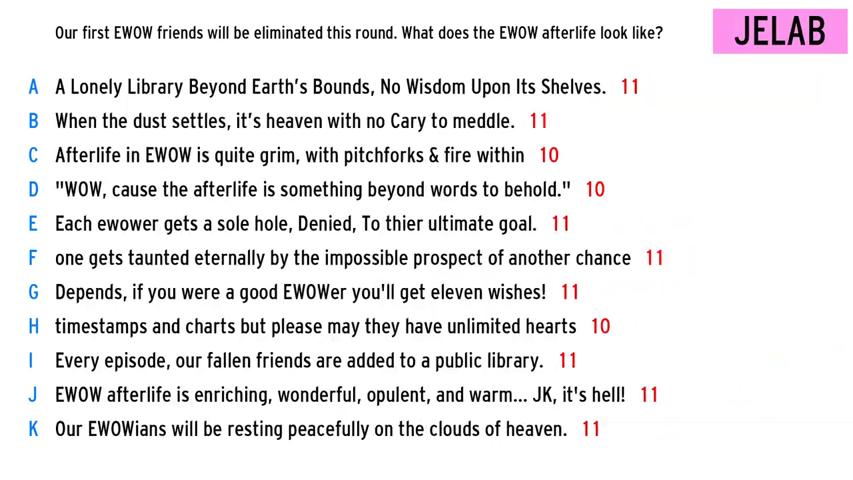 Our first EWOW friends will be eliminated this round. What does the EWOW afterlife look like?
JELAB
A A Lonely Library Beyond Earth's Bounds, No Wisdom Upon Its Shelves. 11
B When the dust settles, it's heaven with no Cary to meddle. 11
C Afterlife in EWOW is quite grim, with pitchforks & fire within 10
D "WOW, cause the afterlife is something beyond words to behold." 10
E Each ewower gets a sole hole, Denied, To thier ultimate goal. 11
F one gets taunted eternally by the impossible prospect of another chance 11
G Depends, if you were a good EWOWer you'll get eleven wishes! 11
H timestamps and charts but please may they have unlimited hearts 10
I Every episode, our fallen friends are added to a public library. 11
J EWOW afterlife is enriching, wonderful, opulent, and warm... JK, it's hell! 11
K Our EWOWians will be resting peacefully on the clouds of heaven. 11